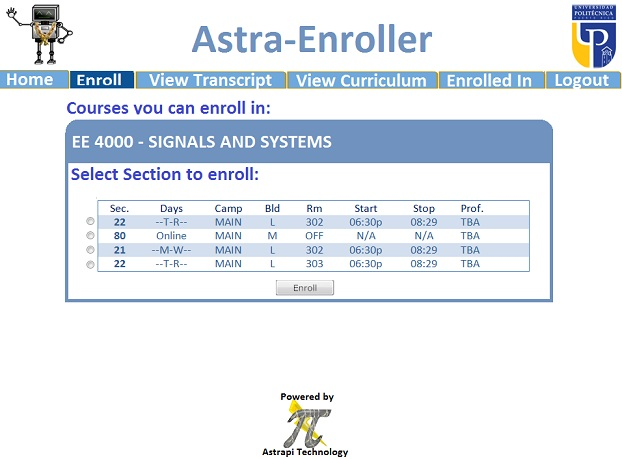 Astra-Enroller
UNIVERSIDAD
POLITÉCNICA
Home Enroll View Transcript View Curriculum Enrolled In Logout
Courses you can enroll in:
EE 4000 - SIGNALS AND SYSTEMS
Select Section to enroll:
Sec. Days Camp Bld Rm Start Stop Prof.
22 --T-R-- MAIN L 302 06:30p 08:29 TBA
80 Online MAIN M OFF N/A N/A TBA
21 --M-W-- MAIN L 302 06:30p 08:29 TBA
22 --T-R-- MAIN L 303 06:30p 08:29 TBA
Enroll
Powered by
Astrapi Technology